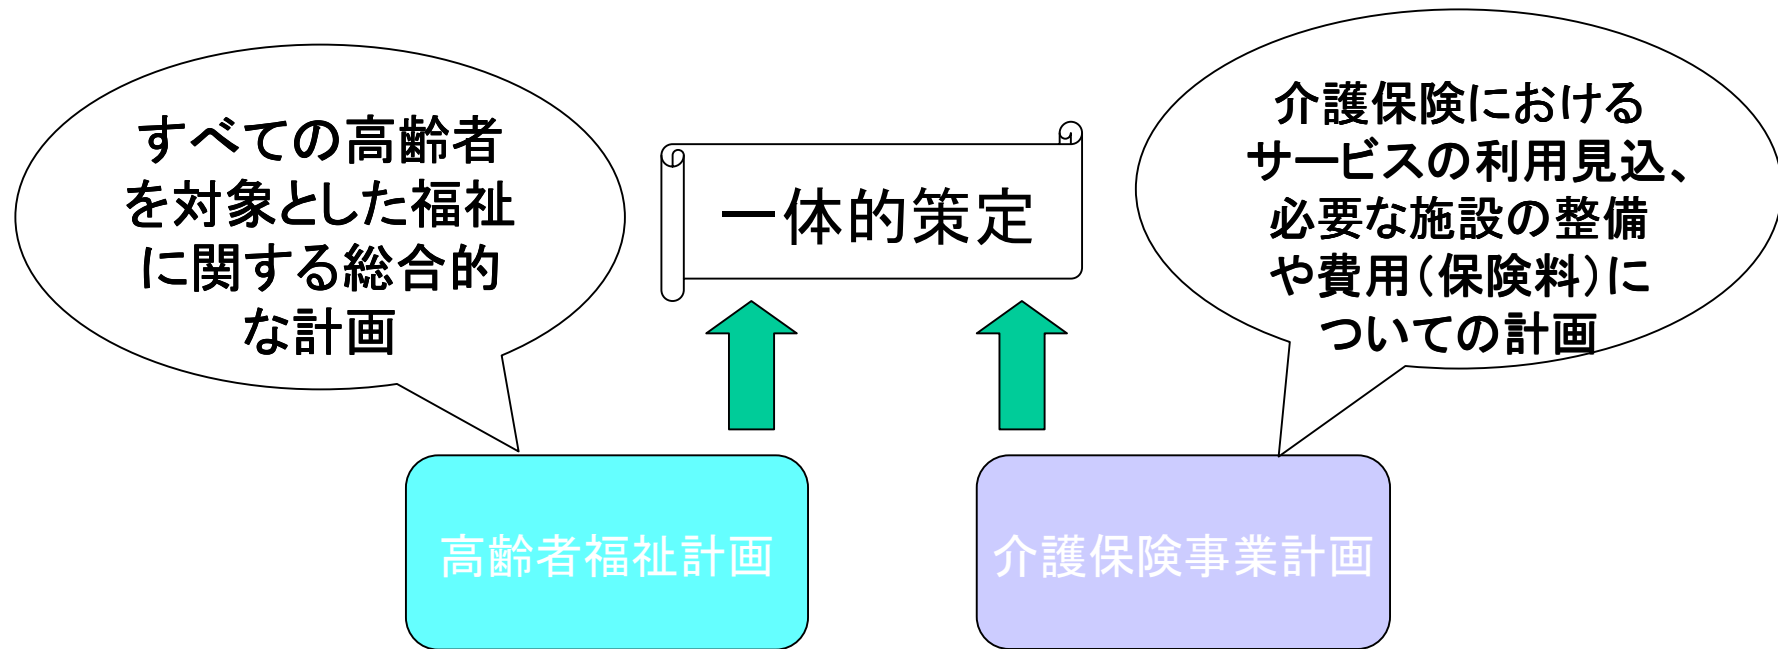 すべての高齢者
を対象とした福祉
に関する総合的
な計画
一体的策定
介護保険における
サービスの利用見込、
必要な施設の整備
や費用(保険料)に
ついての計画
高齢者福祉計画
介護保険事業計画